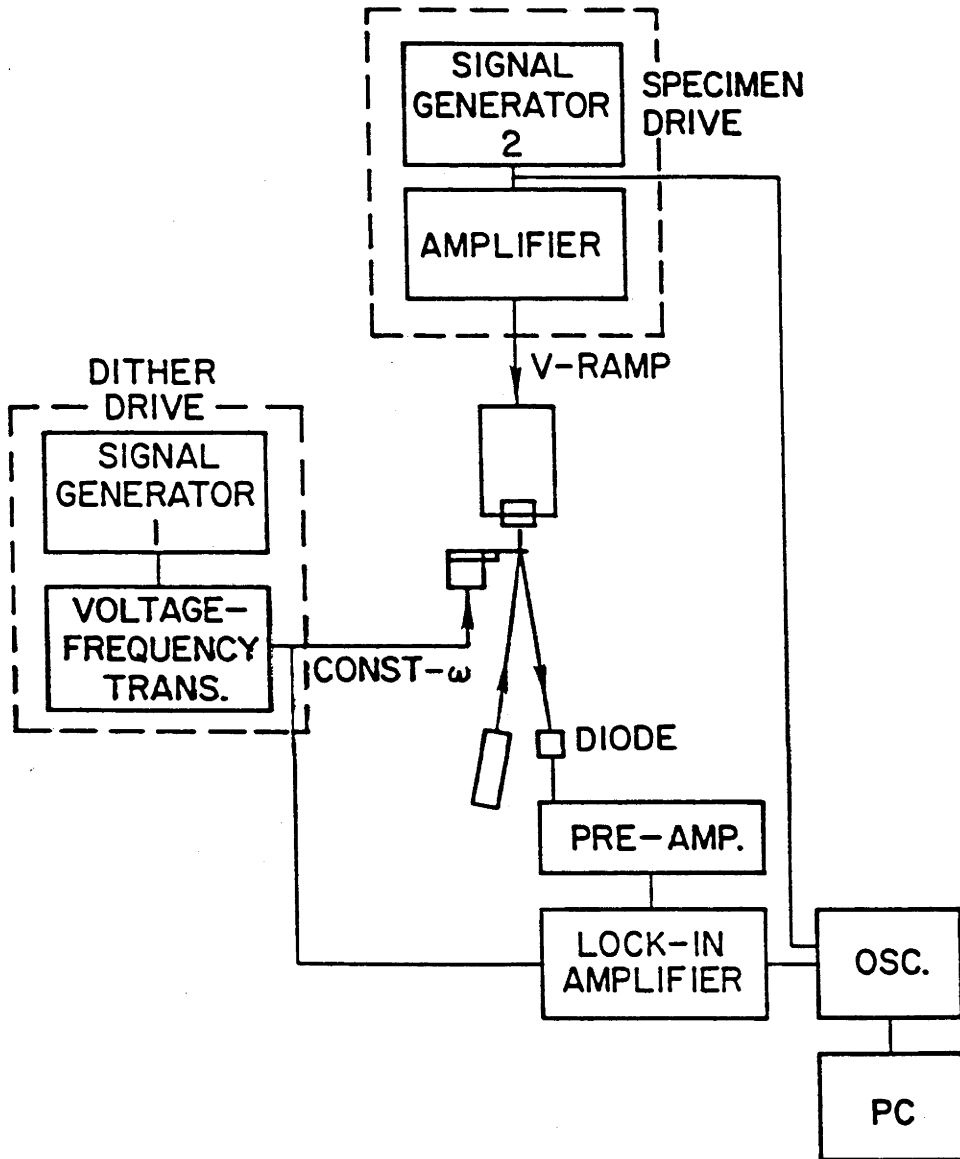 SIGNAL
GENERATOR
2
SPECIMEN
DRIVE
AMPLIFIER
V-RAMP
DITHER
DRIVE
SIGNAL
GENERATOR
1
VOLTAGE-
FREQUENCY
TRANS.
CONST-ω
DIODE
PRE-AMP.
LOCK-IN
AMPLIFIER
OSC.
PC